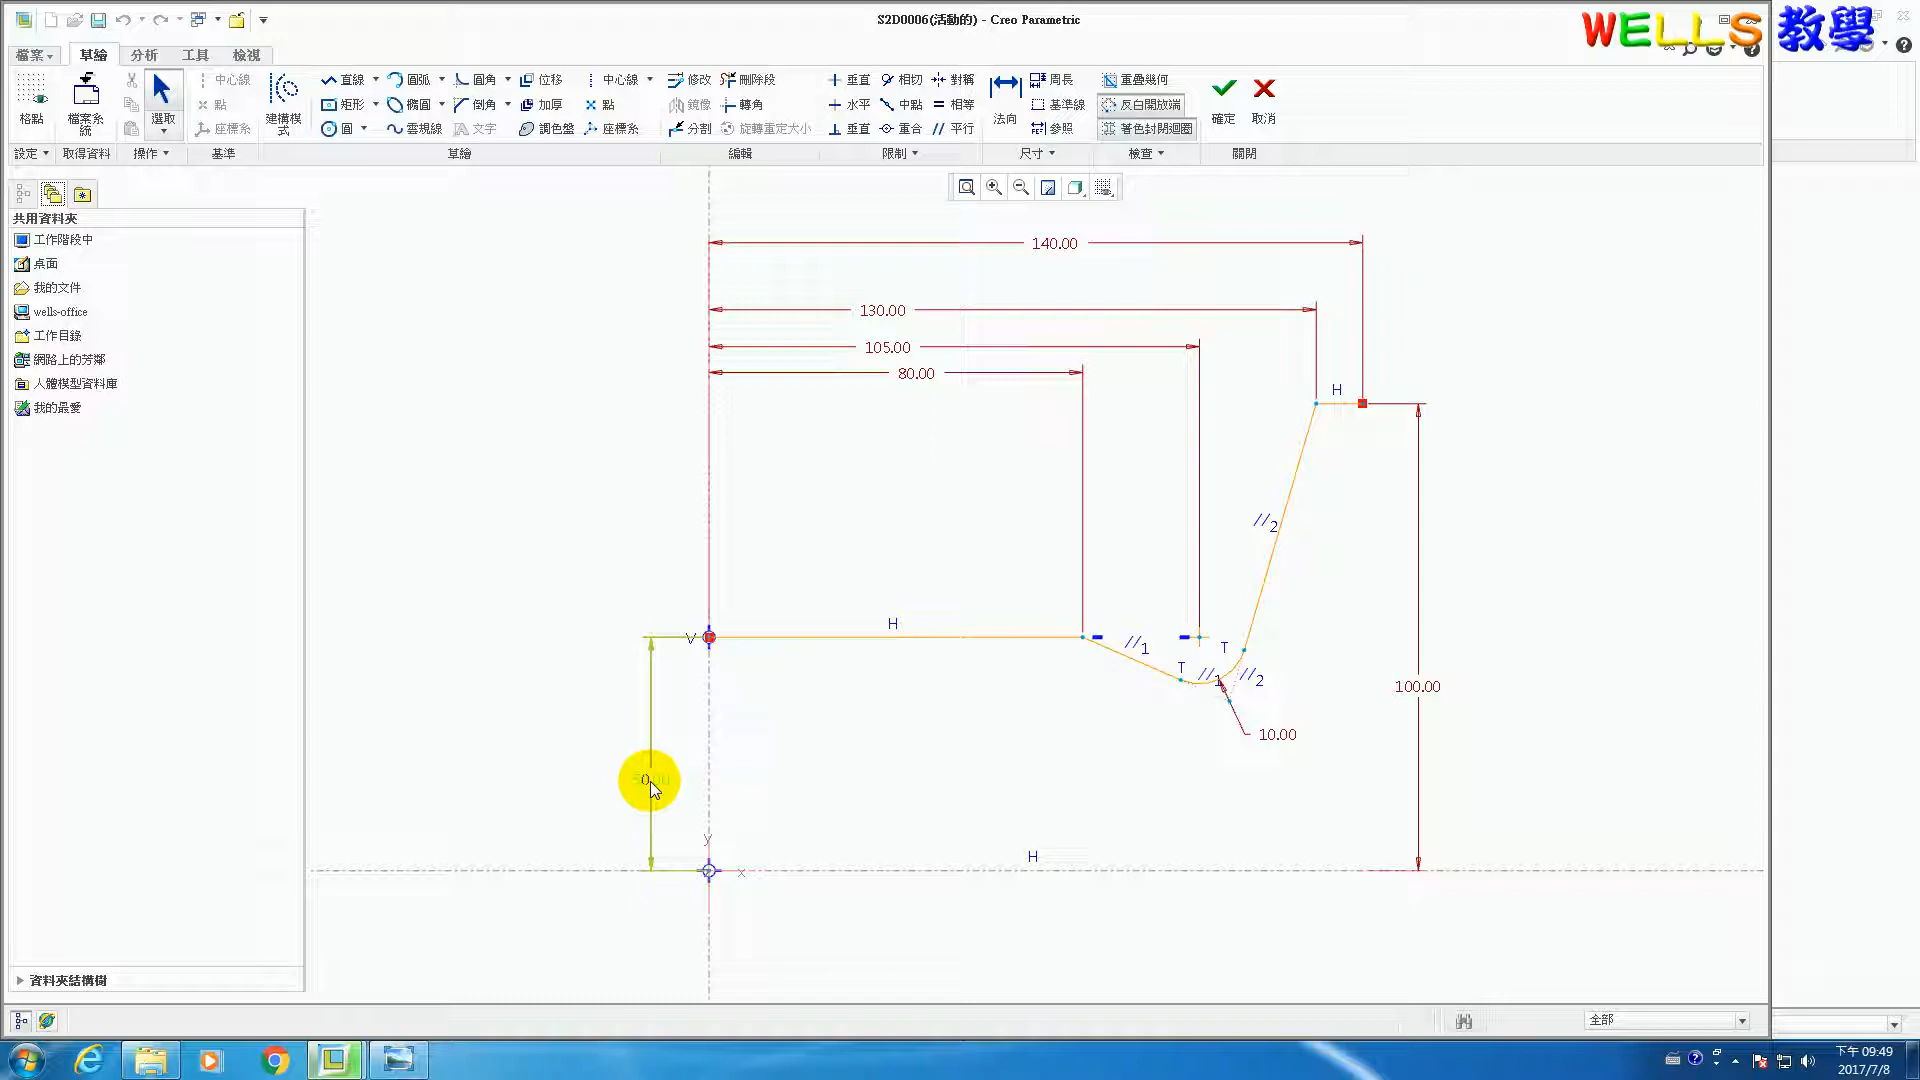 S2D0006(活動的) - Creo Parametric
WELLS 教學
檔案 草繪 分析 工具 檢視
格點 檔案系統 選取 中心線 點 座標系 建構模式
直線 圓弧 圓角 位移 中心線
矩形 橢圓 倒角 加厚 點
圓 雲規線 文字 調色盤 座標系
修改 刪除段
鏡像 轉角
分割 旋轉重定大小
垂直 相切 對稱
水平 中點 相等
垂直 重合 平行
法向 周長 基準線 參照
重疊幾何
反白開放端
著色封閉迴圈
確定 取消
設定 取得資料 操作 基準 草繪 編輯 限制 尺寸 檢查 關閉
共用資料夾
工作階段中
桌面
我的文件
wells-office
工作目錄
網路上的芳鄰
人體模型資料庫
我的最愛
140.00
130.00
105.00
80.00
H
//2
H
V
//1
T
T //1 //2
100.00
10.00
y
H
x
資料夾結構樹
全部
下午 09:49
2017/7/8